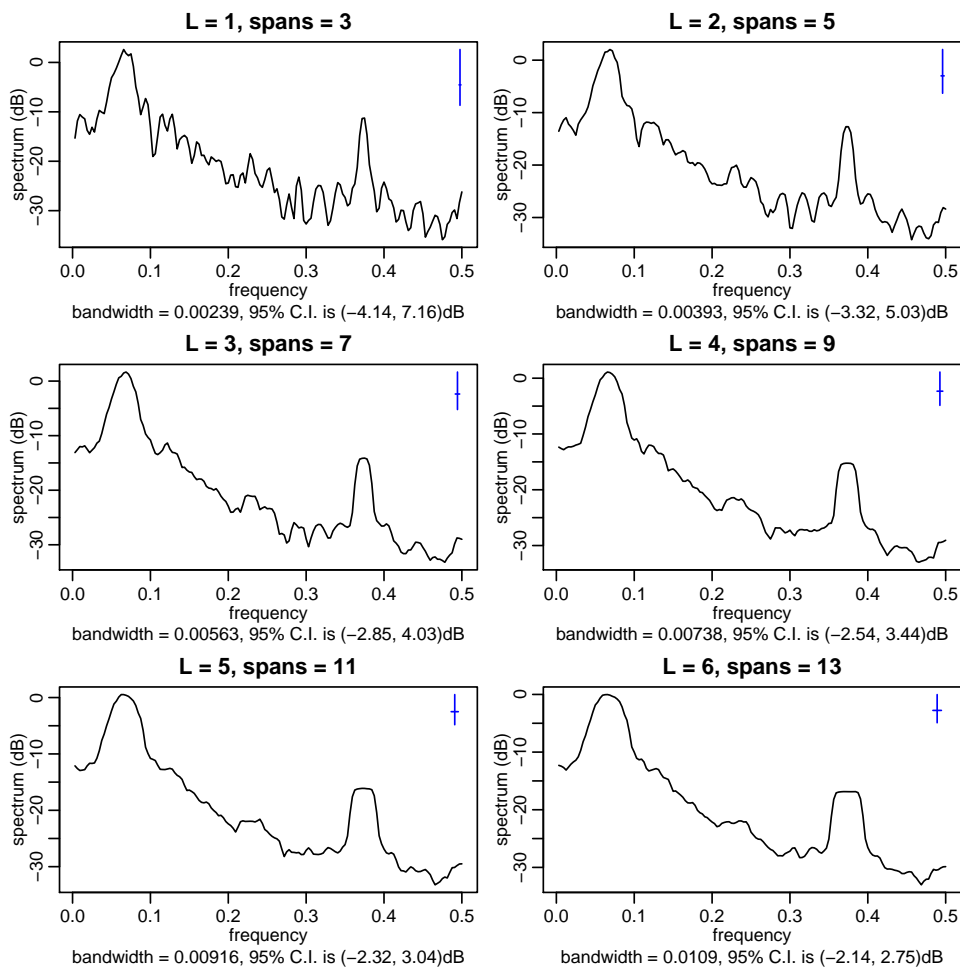 L = 1, spans = 3
spectrum (dB)
0
−10
−20
−30
0.0 0.1 0.2 0.3 0.4 0.5
frequency
bandwidth = 0.00239, 95% C.I. is (−4.14, 7.16)dB
L = 2, spans = 5
spectrum (dB)
0
−10
−20
−30
0.0 0.1 0.2 0.3 0.4 0.5
frequency
bandwidth = 0.00393, 95% C.I. is (−3.32, 5.03)dB
L = 3, spans = 7
spectrum (dB)
0
−10
−20
−30
0.0 0.1 0.2 0.3 0.4 0.5
frequency
bandwidth = 0.00563, 95% C.I. is (−2.85, 4.03)dB
L = 4, spans = 9
spectrum (dB)
0
−10
−20
−30
0.0 0.1 0.2 0.3 0.4 0.5
frequency
bandwidth = 0.00738, 95% C.I. is (−2.54, 3.44)dB
L = 5, spans = 11
spectrum (dB)
0
−10
−20
−30
0.0 0.1 0.2 0.3 0.4 0.5
frequency
bandwidth = 0.00916, 95% C.I. is (−2.32, 3.04)dB
L = 6, spans = 13
spectrum (dB)
0
−10
−20
−30
0.0 0.1 0.2 0.3 0.4 0.5
frequency
bandwidth = 0.0109, 95% C.I. is (−2.14, 2.75)dB